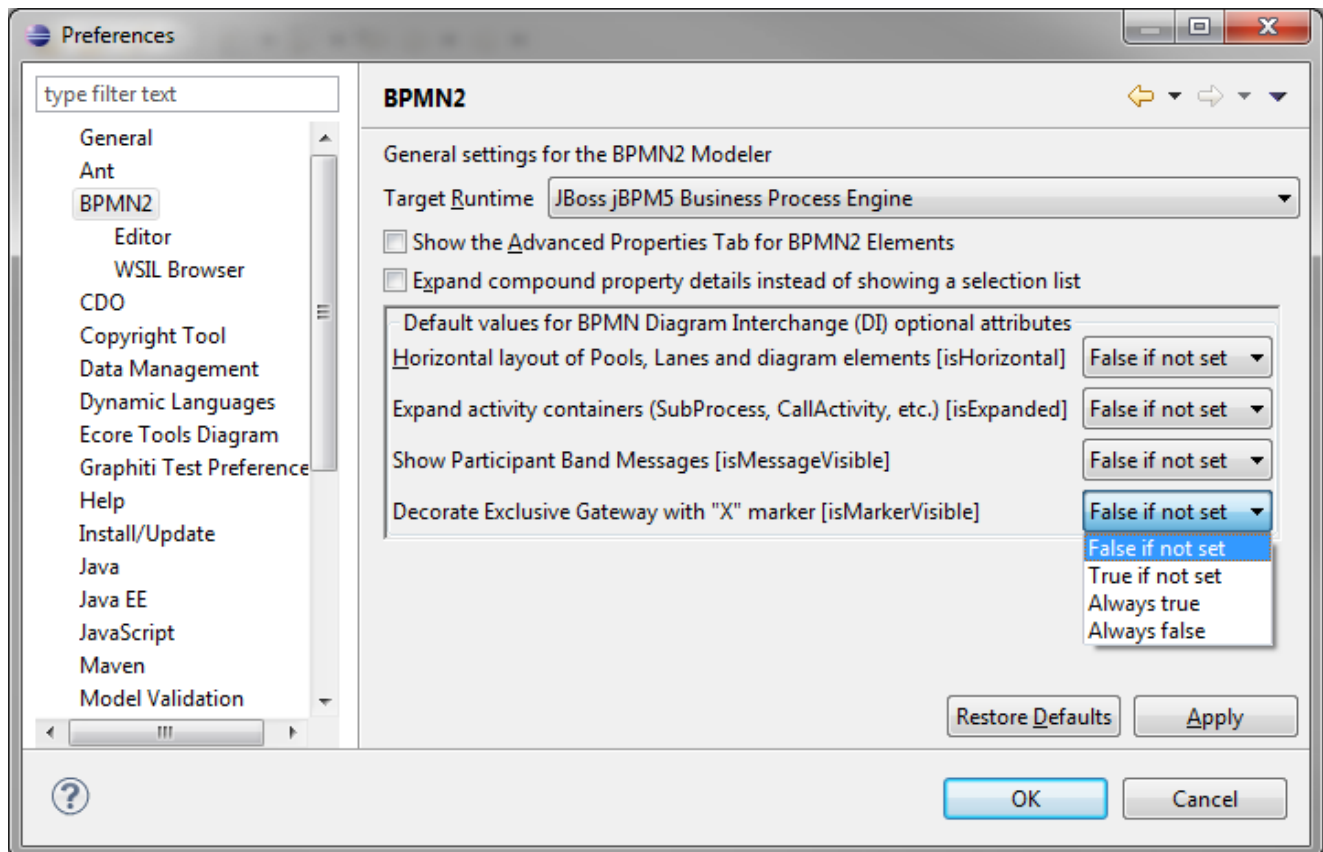 Preferences
type filter text
General
Ant
BPMN2
Editor
WSIL Browser
CDO
Copyright Tool
Data Management
Dynamic Languages
Ecore Tools Diagram
Graphiti Test Preference
Help
Install/Update
Java
Java EE
JavaScript
Maven
Model Validation
BPMN2
General settings for the BPMN2 Modeler
Target Runtime JBoss jBPM5 Business Process Engine
Show the Advanced Properties Tab for BPMN2 Elements
Expand compound property details instead of showing a selection list
Default values for BPMN Diagram Interchange (DI) optional attributes
Horizontal layout of Pools, Lanes and diagram elements [isHorizontal] False if not set
Expand activity containers (SubProcess, CallActivity, etc.) [isExpanded] False if not set
Show Participant Band Messages [isMessageVisible] False if not set
Decorate Exclusive Gateway with "X" marker [isMarkerVisible] False if not set
False if not set
True if not set
Always true
Always false
Restore Defaults Apply
? OK Cancel